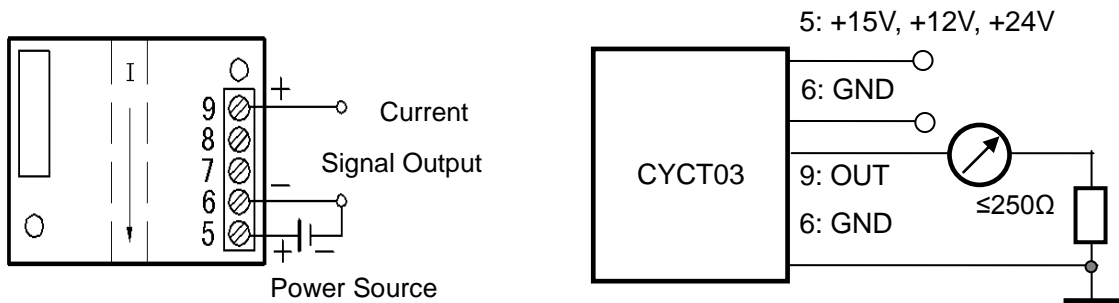 I
9
8
7
6
5
+
Current
Signal Output
−
+ −
Power Source
5: +15V, +12V, +24V
6: GND
CYCT03
9: OUT
≤250Ω
6: GND